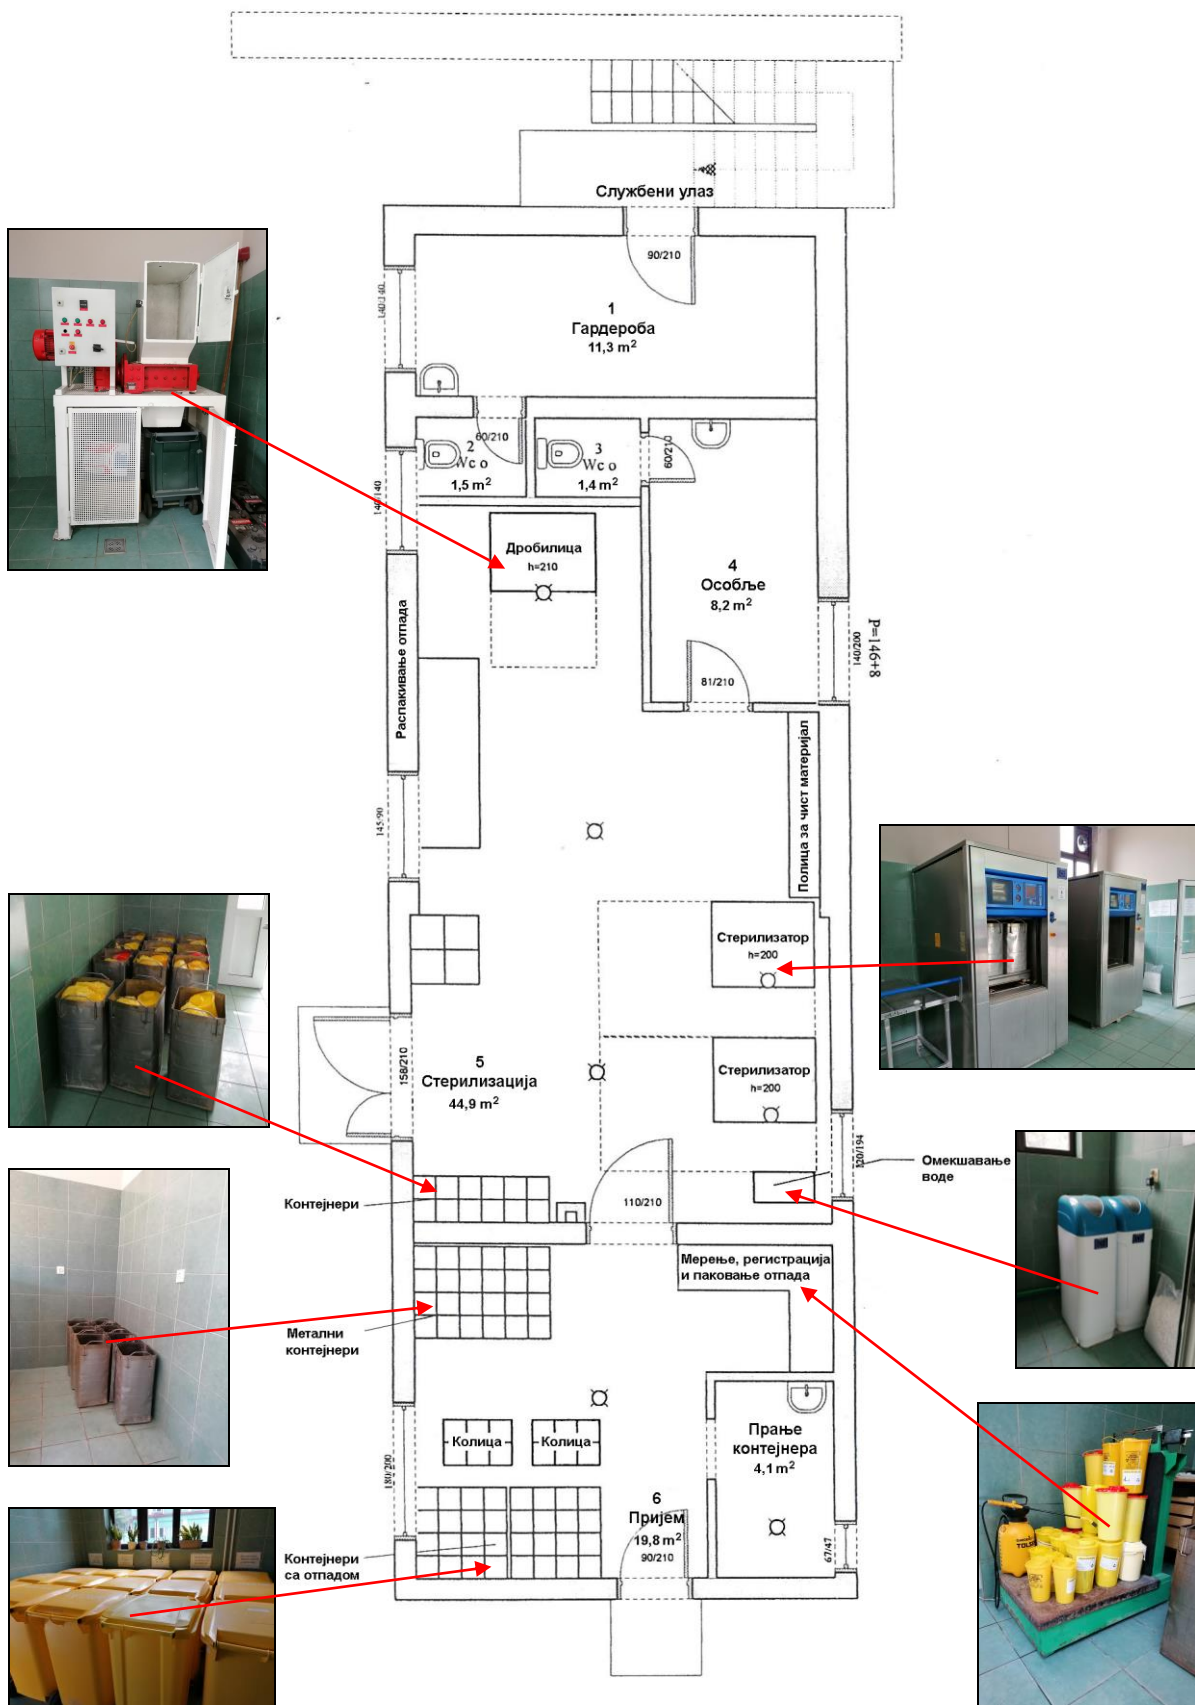 Службени улаз
90/210
140/140
1
Гардероба
11,3 m²
60/210
2
Wc o
1,5 m²
3
Wc o
1,4 m²
60/210
140/140
Дробилица
h=210
4
Особље
8,2 m²
P=146+8
140/200
81/210
Распакивање отпада
Полица за чист материјал
145/90
Стерилизатор
h=200
5
Стерилизација
44,9 m²
158/210
Стерилизатор
h=200
120/194
Омекшавање
воде
Контејнери
110/210
Мерење, регистрација
и паковање отпада
Метални
контејнери
Колица
Колица
Прање
контејнера
4,1 m²
180/200
6
Пријем
19,8 m²
90/210
67/47
Контејнери
са отпадом